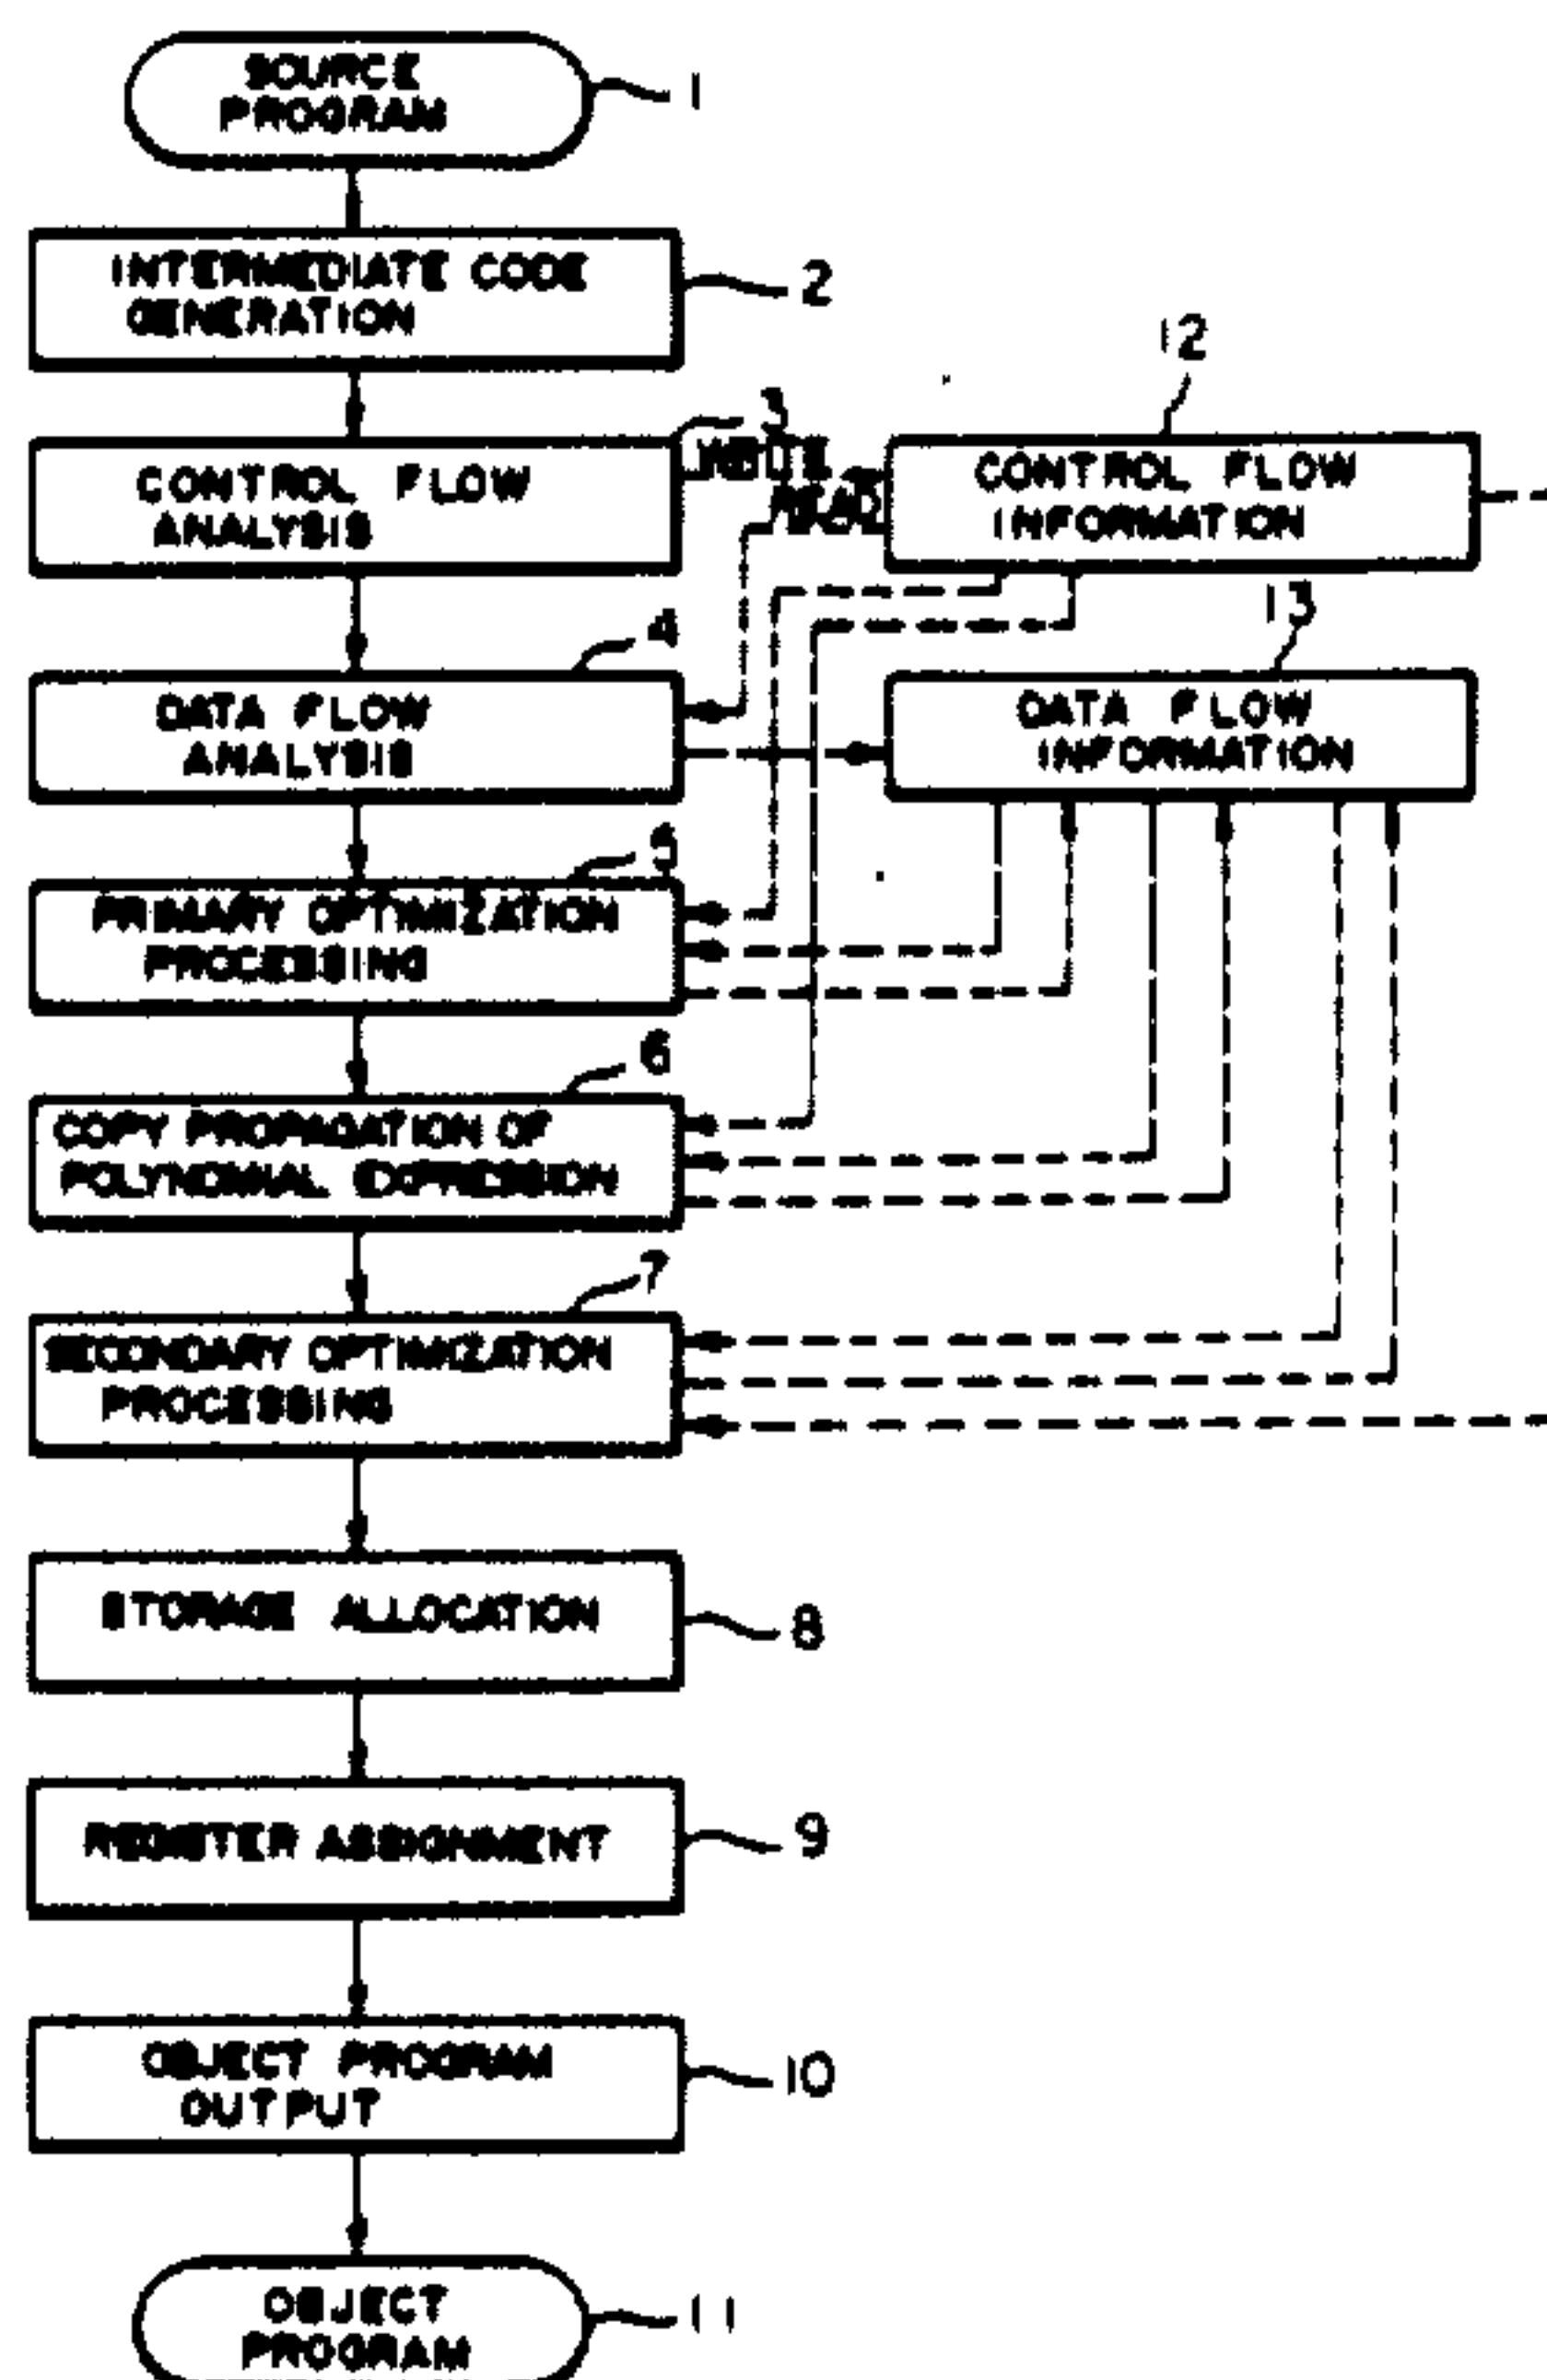 SOURCE
PROGRAM
1
INTERMEDIATE CODE
GENERATION
2
12
3
CONTROL FLOW
ANALYSIS
WRITE
READ
CONTROL FLOW
INFORMATION
13
4
DATA FLOW
ANALYSIS
DATA FLOW
INFORMATION
5
PRIMARY OPTIMIZATION
PROCESSING
6
COPY PROPAGATION OF
POLYNOMIAL EXPRESSION
7
SECONDARY OPTIMIZATION
PROCESSING
STORAGE ALLOCATION
8
REGISTER ASSIGNMENT
9
OBJECT PROGRAM
OUTPUT
10
OBJECT
PROGRAM
11